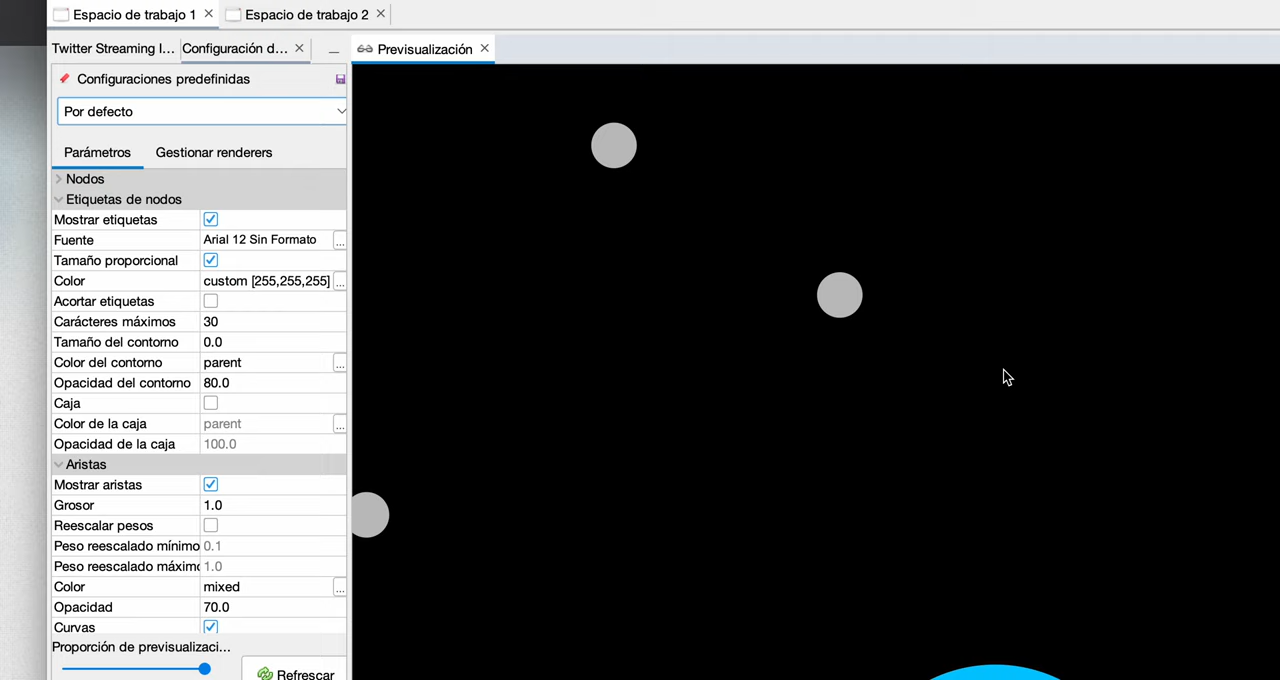 Espacio de trabajo 1
Espacio de trabajo 2
Twitter Streaming I...
Configuración d...
Previsualización
Configuraciones predefinidas
Por defecto
Parámetros
Gestionar renderers
Nodos
Etiquetas de nodos
Mostrar etiquetas
Fuente Arial 12 Sin Formato ...
Tamaño proporcional
Color custom [255,255,255] ...
Acortar etiquetas
Carácteres máximos 30
Tamaño del contorno 0.0
Color del contorno parent ...
Opacidad del contorno 80.0
Caja
Color de la caja parent ...
Opacidad de la caja 100.0
Aristas
Mostrar aristas
Grosor 1.0
Reescalar pesos
Peso reescalado mínimo 0.1
Peso reescalado máxim 1.0
Color mixed ...
Opacidad 70.0
Curvas
Proporción de previsualizaci...
Refrescar